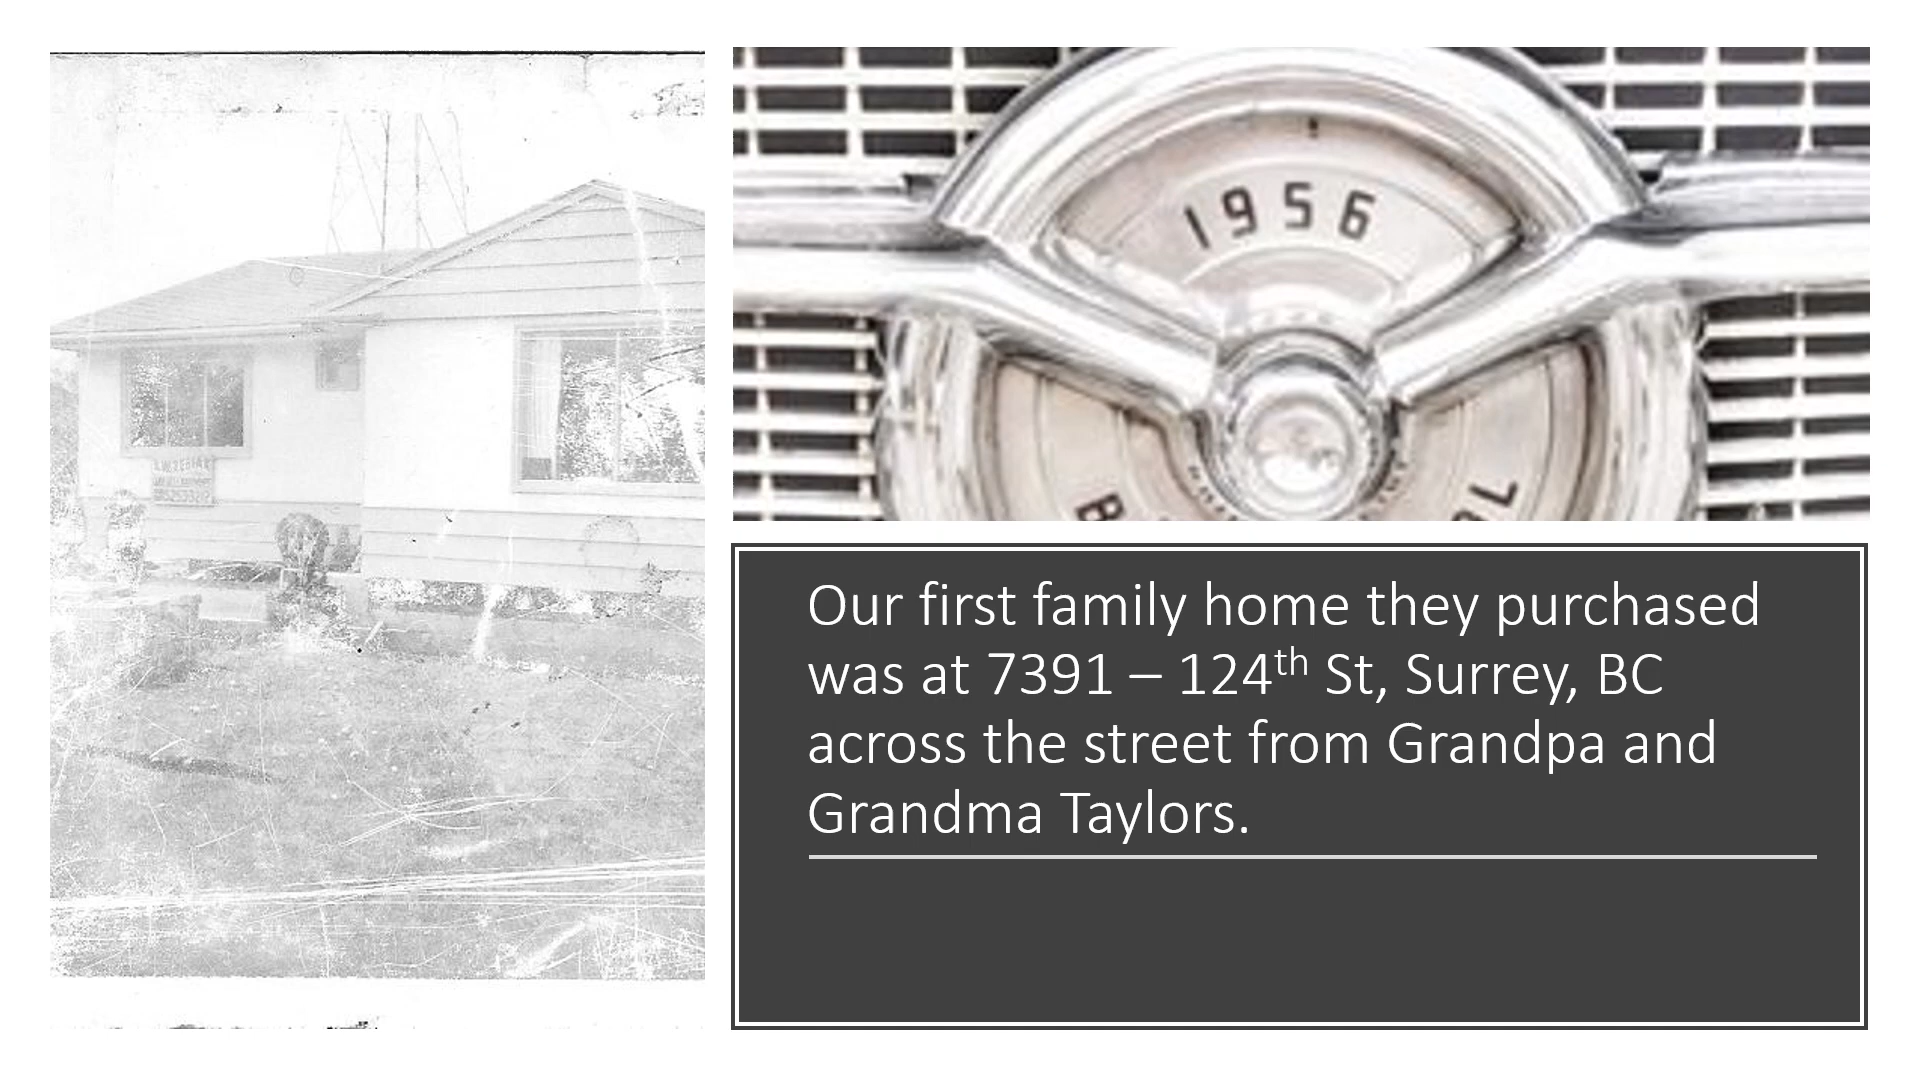 1956
B
Our first family home they purchased
was at 7391 – 124th St, Surrey, BC
across the street from Grandpa and
Grandma Taylors.